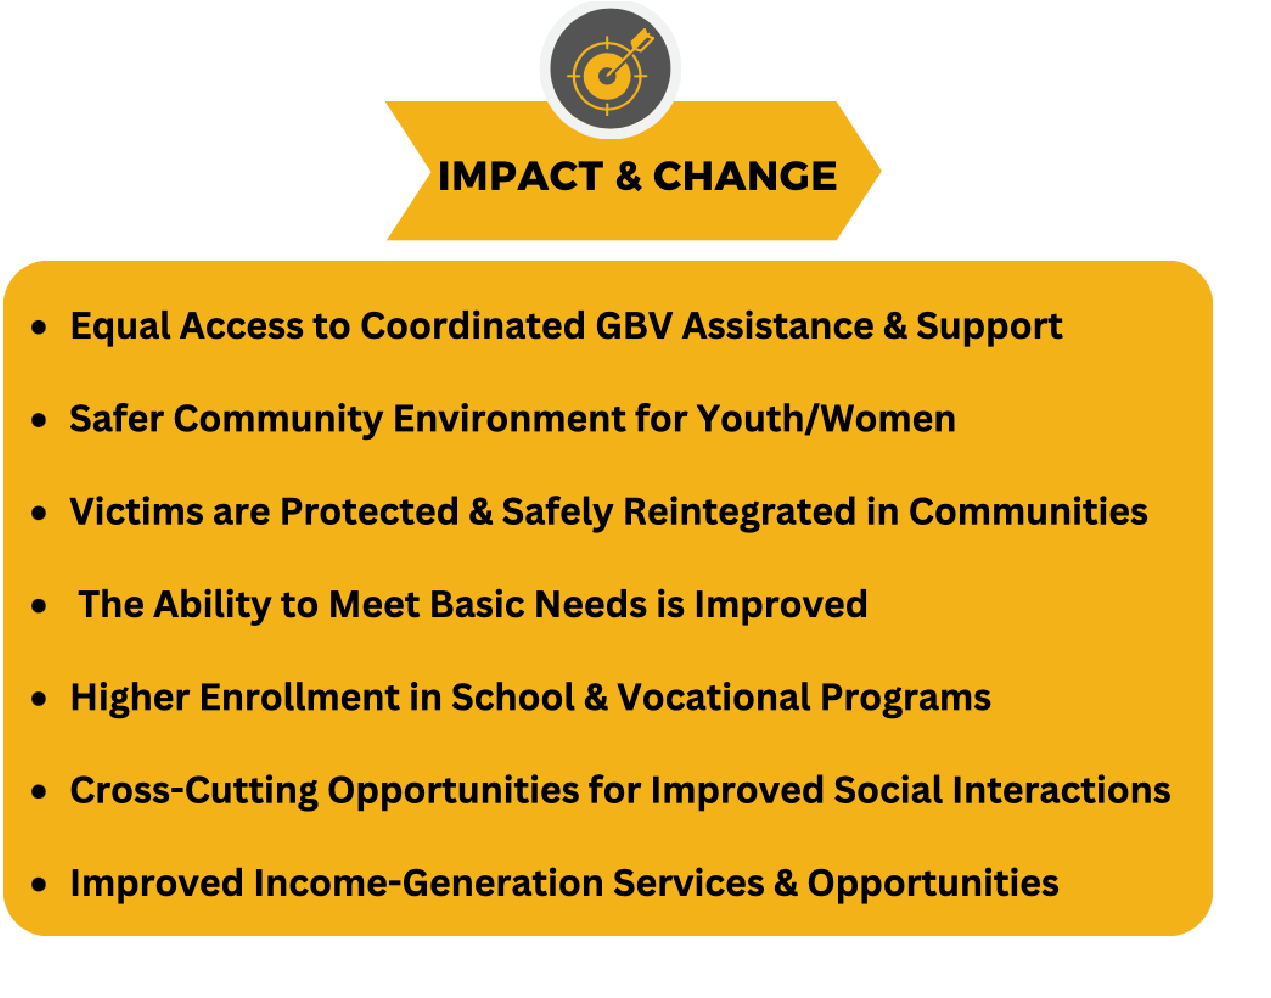 IMPACT & CHANGE
• Equal Access to Coordinated GBV Assistance & Support
• Safer Community Environment for Youth/Women
• Victims are Protected & Safely Reintegrated in Communities
• The Ability to Meet Basic Needs is Improved
• Higher Enrollment in School & Vocational Programs
• Cross-Cutting Opportunities for Improved Social Interactions
• Improved Income-Generation Services & Opportunities